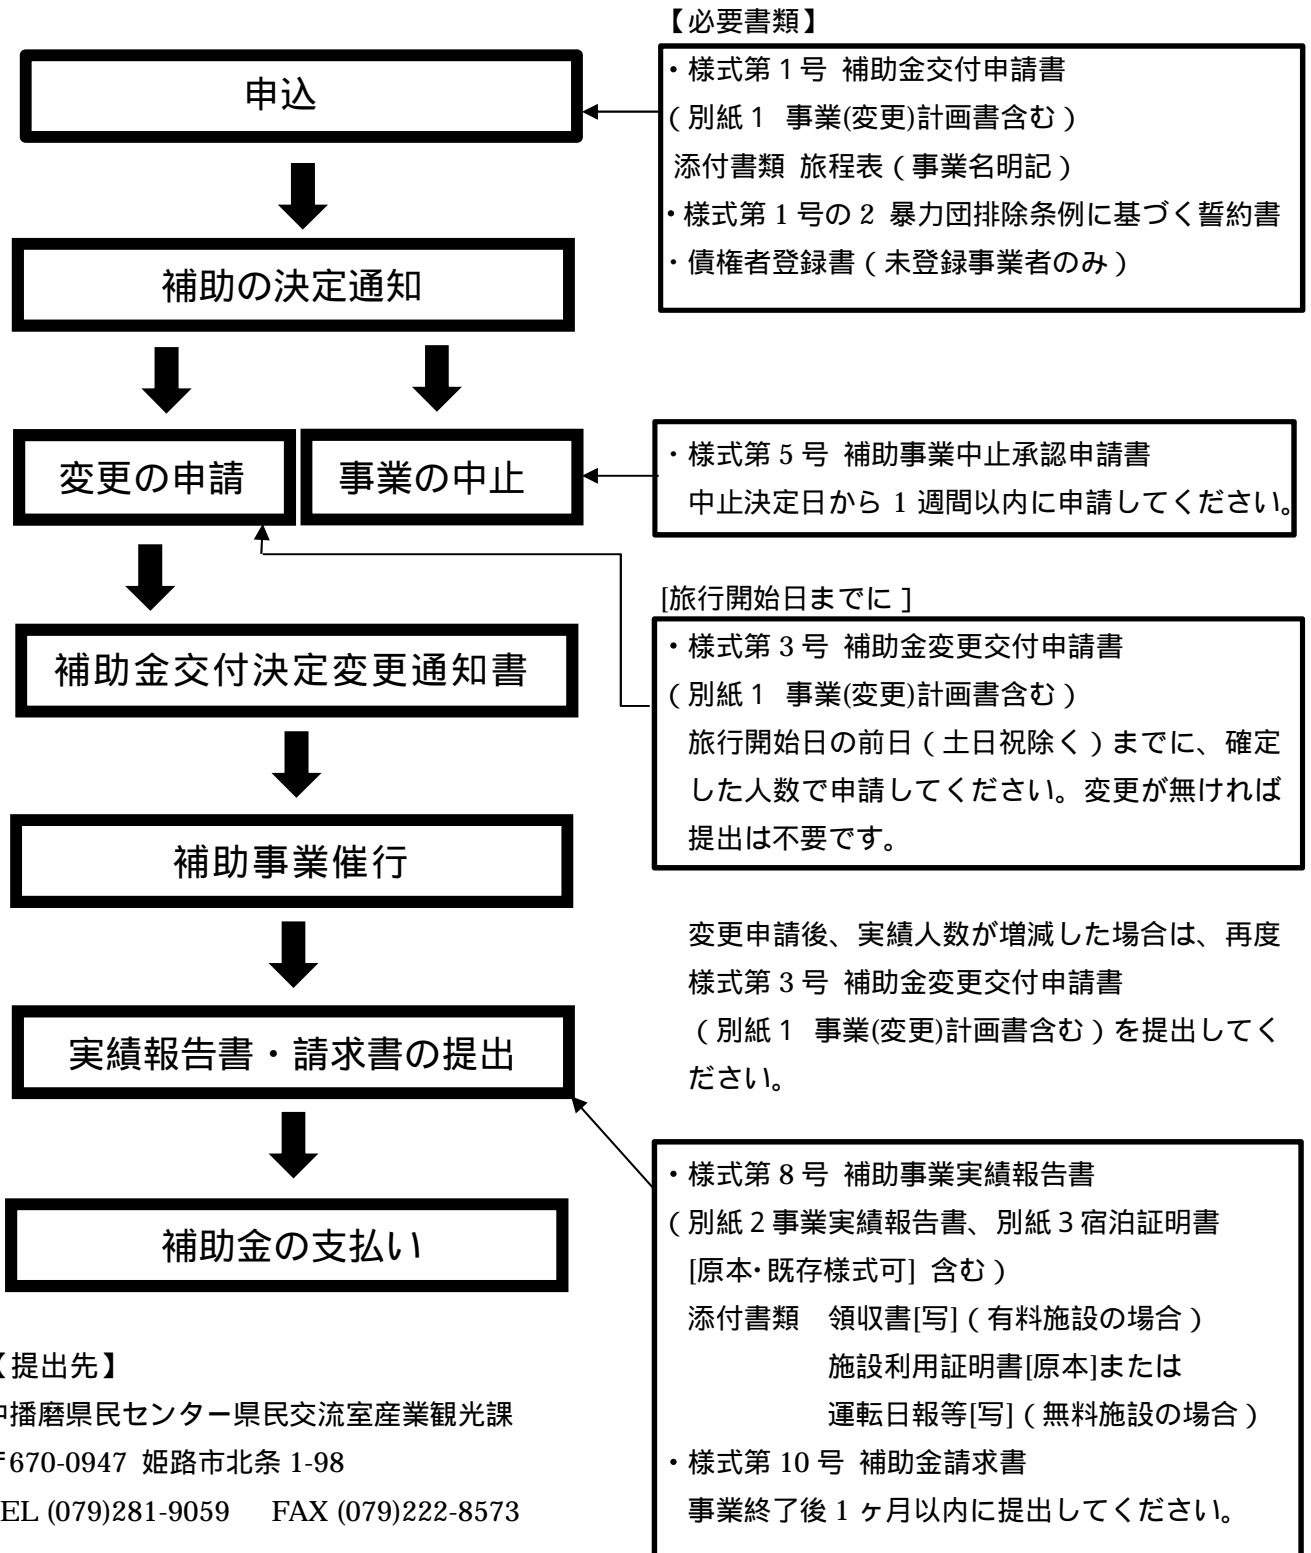 【必要書類】
申込
・様式第1号 補助金交付申請書
(別紙1 事業(変更)計画書含む)
添付書類 旅程表(事業名明記)
・様式第1号の2 暴力団排除条例に基づく誓約書
・債権者登録書(未登録事業者のみ)
補助の決定通知
変更の申請
事業の中止
・様式第5号 補助事業中止承認申請書
中止決定日から1週間以内に申請してください。
[旅行開始日までに]
・様式第3号 補助金変更交付申請書
(別紙1 事業(変更)計画書含む)
旅行開始日の前日(土日祝除く)までに、確定
した人数で申請してください。変更が無ければ
提出は不要です。
補助金交付決定変更通知書
補助事業催行
変更申請後、実績人数が増減した場合は、再度
様式第3号 補助金変更交付申請書
(別紙1 事業(変更)計画書含む)を提出してく
ださい。
実績報告書・請求書の提出
・様式第8号 補助事業実績報告書
(別紙2事業実績報告書、別紙3宿泊証明書
[原本・既存様式可] 含む)
添付書類 領収書[写](有料施設の場合)
施設利用証明書[原本]または
運転日報等[写](無料施設の場合)
・様式第10号 補助金請求書
事業終了後1ヶ月以内に提出してください。
補助金の支払い
【提出先】
中播磨県民センター県民交流室産業観光課
〒670-0947 姫路市北条1-98
TEL (079)281-9059 FAX (079)222-8573